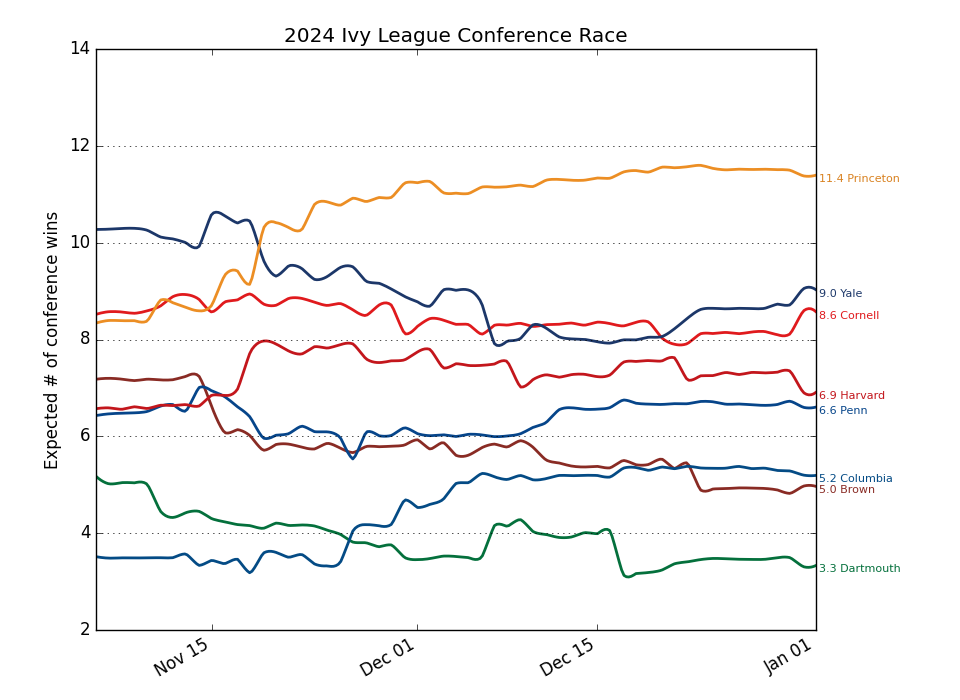 2024 Ivy League Conference Race
Expected # of conference wins
14
12
10
8
6
4
2
11.4 Princeton
9.0 Yale
8.6 Cornell
6.9 Harvard
6.6 Penn
5.2 Columbia
5.0 Brown
3.3 Dartmouth
Nov 15
Dec 01
Dec 15
Jan 01